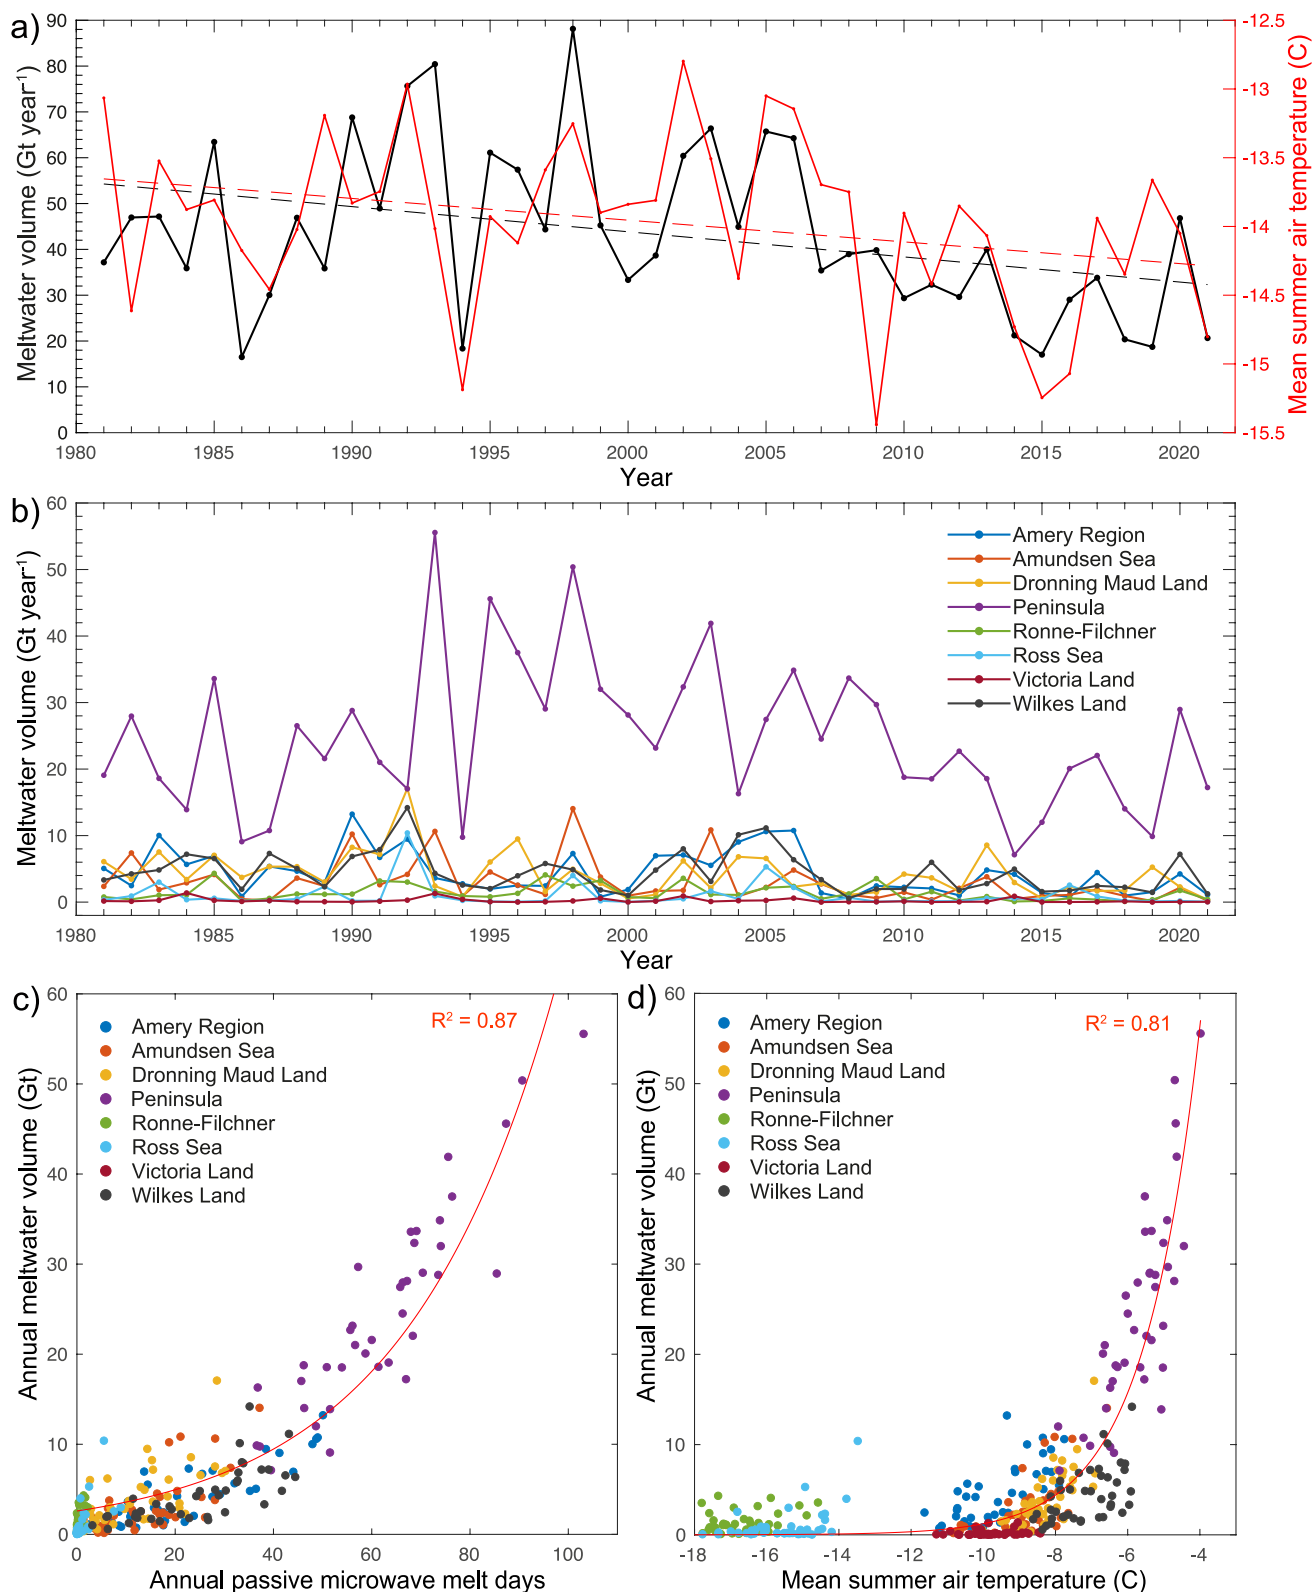 a)
Meltwater volume (Gt year⁻¹)
90
80
70
60
50
40
30
20
10
0
-12.5
-13
-13.5
-14
-14.5
-15
-15.5
Mean summer air temperature (C)
1980 1985 1990 1995 2000 2005 2010 2015 2020
Year
b)
Meltwater volume (Gt year⁻¹)
60
50
40
30
20
10
0
Amery Region
Amundsen Sea
Dronning Maud Land
Peninsula
Ronne-Filchner
Ross Sea
Victoria Land
Wilkes Land
1980 1985 1990 1995 2000 2005 2010 2015 2020
Year
c)
Annual meltwater volume (Gt)
60
50
40
30
20
10
0
R² = 0.87
Amery Region
Amundsen Sea
Dronning Maud Land
Peninsula
Ronne-Filchner
Ross Sea
Victoria Land
Wilkes Land
0 20 40 60 80 100
Annual passive microwave melt days
d)
Annual meltwater volume (Gt)
60
50
40
30
20
10
0
R² = 0.81
Amery Region
Amundsen Sea
Dronning Maud Land
Peninsula
Ronne-Filchner
Ross Sea
Victoria Land
Wilkes Land
-18 -16 -14 -12 -10 -8 -6 -4
Mean summer air temperature (C)